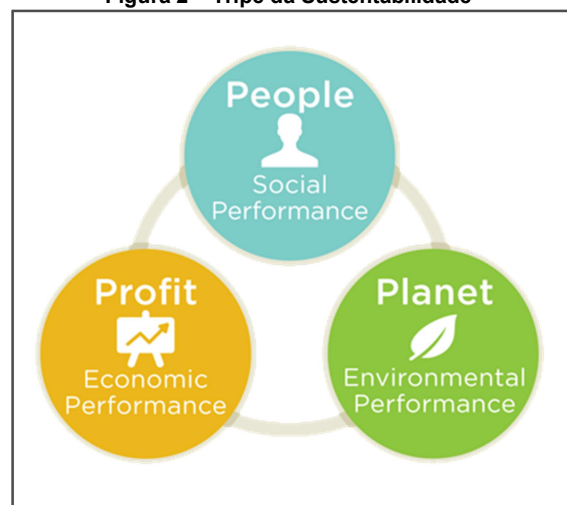 Figura 2 – Tripé da Sustentabilidade
People
Social
Performance
Profit
Economic
Performance
Planet
Environmental
Performance